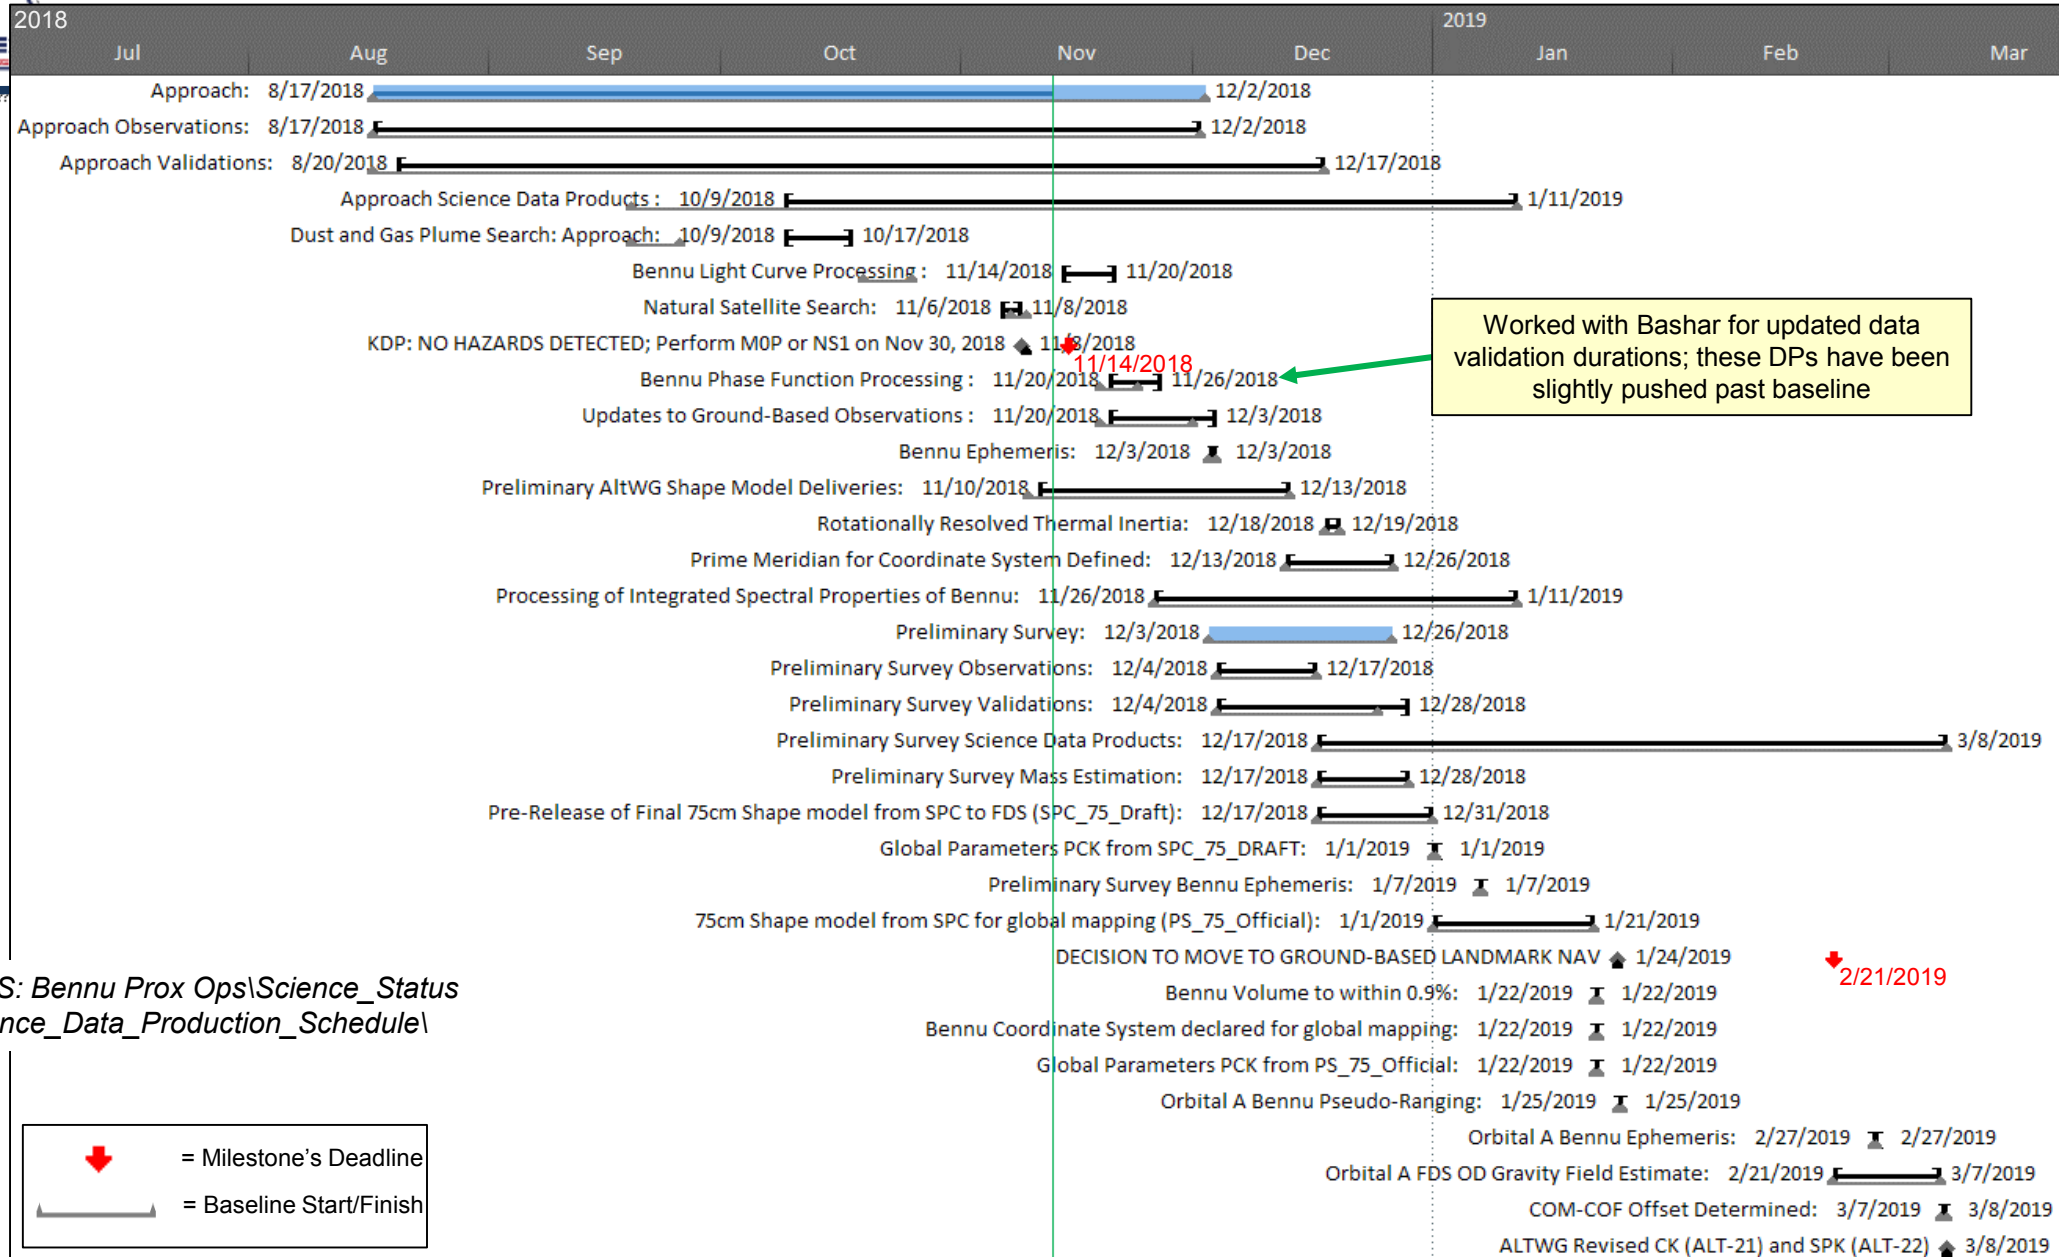 2018
2019
Jul Aug Sep Oct Nov Dec Jan Feb Mar
Approach: 8/17/2018 12/2/2018
Approach Observations: 8/17/2018 12/2/2018
Approach Validations: 8/20/2018 12/17/2018
Approach Science Data Products : 10/9/2018 1/11/2019
Dust and Gas Plume Search: Approach: 10/9/2018 10/17/2018
Bennu Light Curve Processing : 11/14/2018 11/20/2018
Natural Satellite Search: 11/6/2018 11/8/2018
KDP: NO HAZARDS DETECTED; Perform M0P or NS1 on Nov 30, 2018 11/8/2018
11/14/2018
Bennu Phase Function Processing : 11/20/2018 11/26/2018
Worked with Bashar for updated data
validation durations; these DPs have been
slightly pushed past baseline
Updates to Ground-Based Observations : 11/20/2018 12/3/2018
Bennu Ephemeris: 12/3/2018 12/3/2018
Preliminary AltWG Shape Model Deliveries: 11/10/2018 12/13/2018
Rotationally Resolved Thermal Inertia: 12/18/2018 12/19/2018
Prime Meridian for Coordinate System Defined: 12/13/2018 12/26/2018
Processing of Integrated Spectral Properties of Bennu: 11/26/2018 1/11/2019
Preliminary Survey: 12/3/2018 12/26/2018
Preliminary Survey Observations: 12/4/2018 12/17/2018
Preliminary Survey Validations: 12/4/2018 12/28/2018
Preliminary Survey Science Data Products: 12/17/2018 3/8/2019
Preliminary Survey Mass Estimation: 12/17/2018 12/28/2018
Pre-Release of Final 75cm Shape model from SPC to FDS (SPC_75_Draft): 12/17/2018 12/31/2018
Global Parameters PCK from SPC_75_DRAFT: 1/1/2019 1/1/2019
Preliminary Survey Bennu Ephemeris: 1/7/2019 1/7/2019
75cm Shape model from SPC for global mapping (PS_75_Official): 1/1/2019 1/21/2019
DECISION TO MOVE TO GROUND-BASED LANDMARK NAV 1/24/2019
2/21/2019
S: Bennu Prox Ops\Science_Status
nce_Data_Production_Schedule\
Bennu Volume to within 0.9%: 1/22/2019 1/22/2019
Bennu Coordinate System declared for global mapping: 1/22/2019 1/22/2019
Global Parameters PCK from PS_75_Official: 1/22/2019 1/22/2019
Orbital A Bennu Pseudo-Ranging: 1/25/2019 1/25/2019
Orbital A Bennu Ephemeris: 2/27/2019 2/27/2019
Orbital A FDS OD Gravity Field Estimate: 2/21/2019 3/7/2019
COM-COF Offset Determined: 3/7/2019 3/8/2019
ALTWG Revised CK (ALT-21) and SPK (ALT-22) 3/8/2019
= Milestone's Deadline
= Baseline Start/Finish